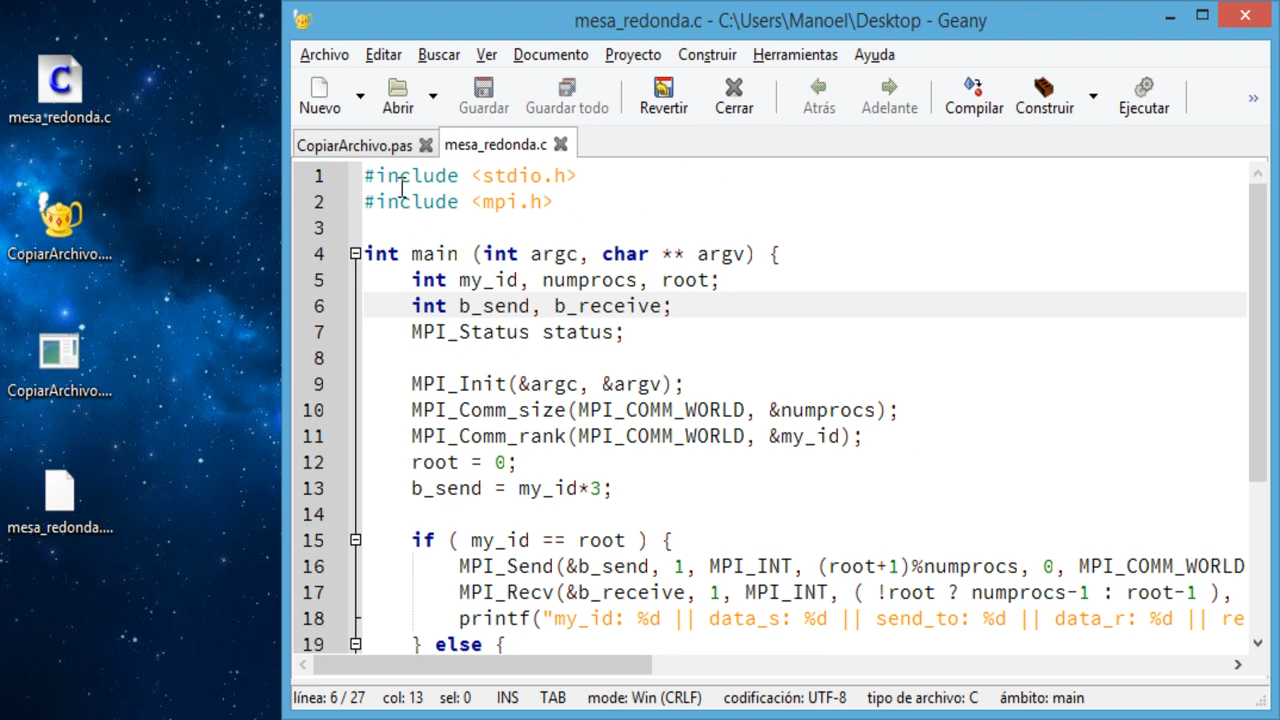 mesa_redonda.c - C:\Users\Manoel\Desktop - Geany
Archivo Editar Buscar Ver Documento Proyecto Construir Herramientas Ayuda
Nuevo Abrir Guardar Guardar todo Revertir Cerrar Atrás Adelante Compilar Construir Ejecutar »
CopiarArchivo.pas mesa_redonda.c
1 #include <stdio.h>
2 #include <mpi.h>
3
4 int main (int argc, char ** argv) {
5 int my_id, numprocs, root;
6 int b_send, b_receive;
7 MPI_Status status;
8
9 MPI_Init(&argc, &argv);
10 MPI_Comm_size(MPI_COMM_WORLD, &numprocs);
11 MPI_Comm_rank(MPI_COMM_WORLD, &my_id);
12 root = 0;
13 b_send = my_id*3;
14
15 if ( my_id == root ) {
16 MPI_Send(&b_send, 1, MPI_INT, (root+1)%numprocs, 0, MPI_COMM_WORLD
17 MPI_Recv(&b_receive, 1, MPI_INT, ( !root ? numprocs-1 : root-1 ),
18 printf("my_id: %d || data_s: %d || send_to: %d || data_r: %d || re
19 } else {
línea: 6 / 27 col: 13 sel: 0 INS TAB mode: Win (CRLF) codificación: UTF-8 tipo de archivo: C ámbito: main
C
mesa_redonda.c
CopiarArchivo....
CopiarArchivo....
mesa_redonda....